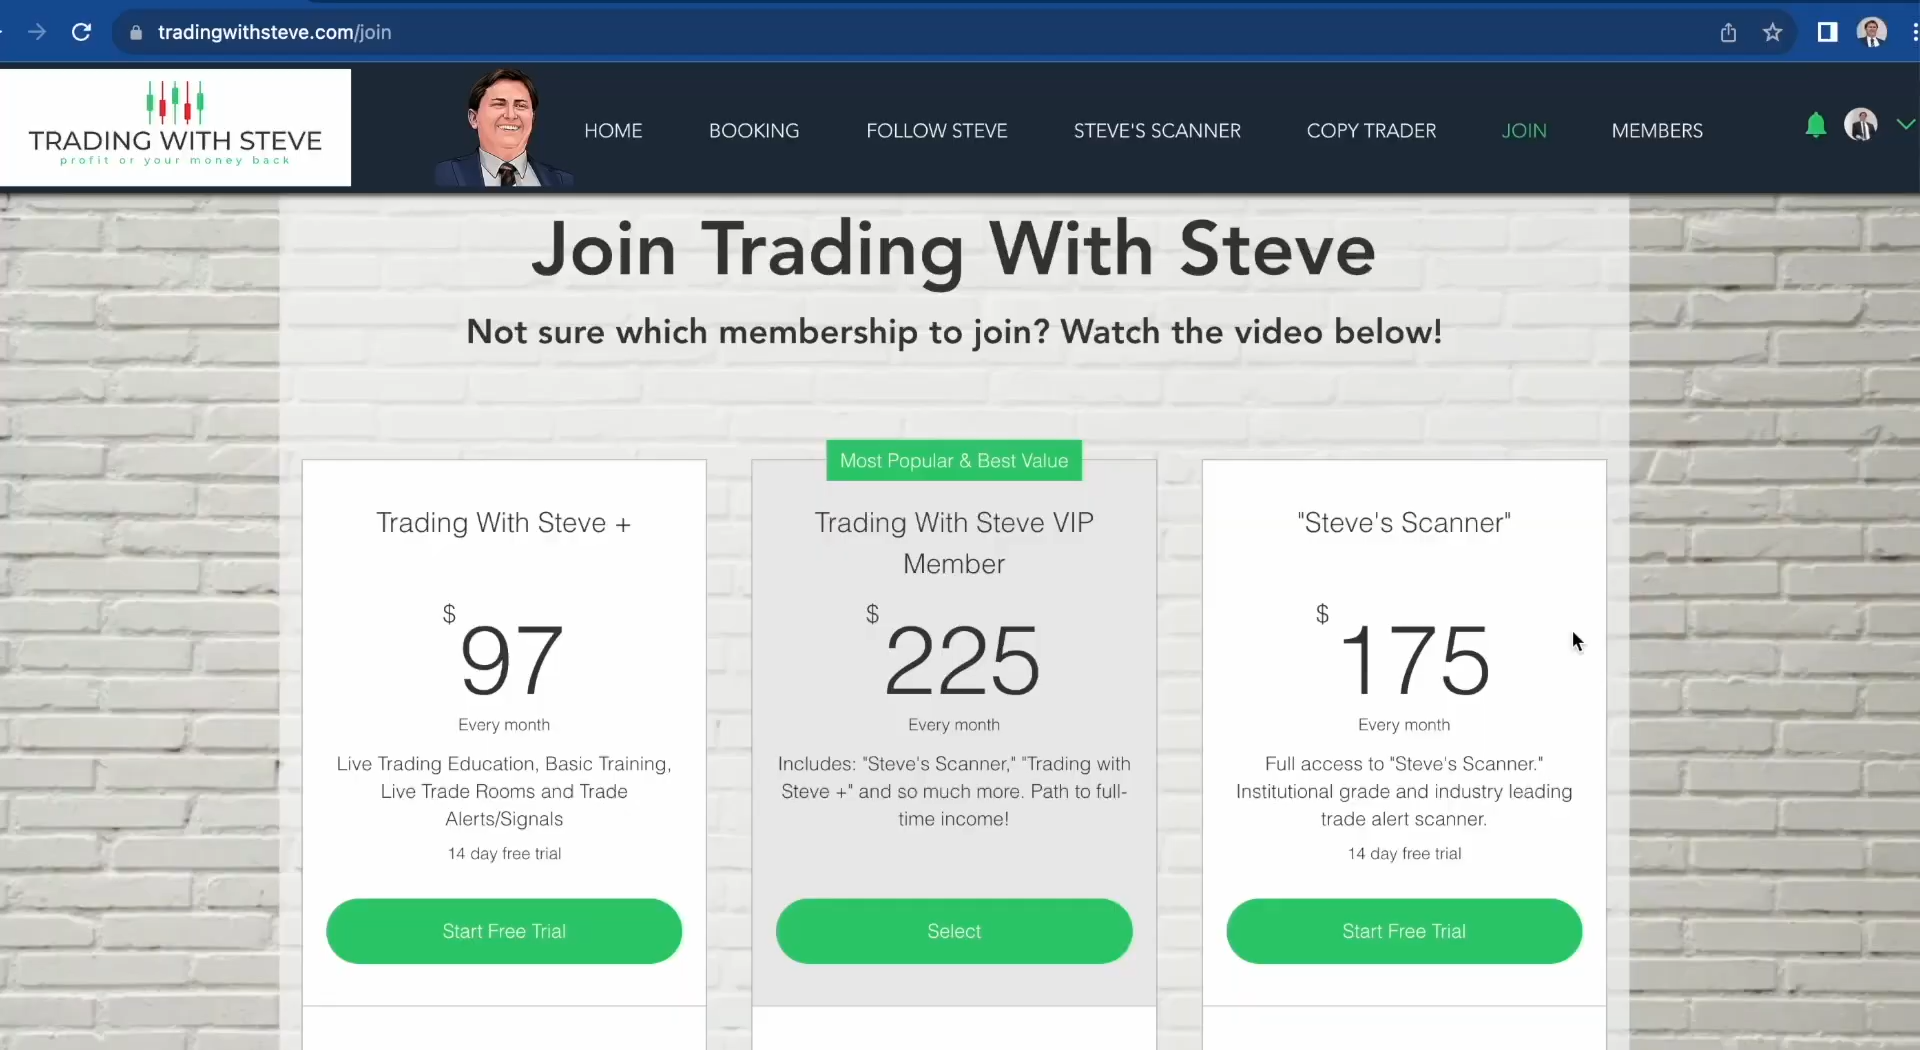 tradingwithsteve.com/join
TRADING WITH STEVE
profit or your money back
HOME
BOOKING
FOLLOW STEVE
STEVE'S SCANNER
COPY TRADER
JOIN
MEMBERS
Join Trading With Steve
Not sure which membership to join? Watch the video below!
Trading With Steve +
$
97
Every month
Live Trading Education, Basic Training,
Live Trade Rooms and Trade
Alerts/Signals
14 day free trial
Start Free Trial
Most Popular & Best Value
Trading With Steve VIP
Member
$
225
Every month
Includes: "Steve's Scanner," "Trading with
Steve +" and so much more. Path to full-
time income!
Select
"Steve's Scanner"
$
175
Every month
Full access to "Steve's Scanner."
Institutional grade and industry leading
trade alert scanner.
14 day free trial
Start Free Trial